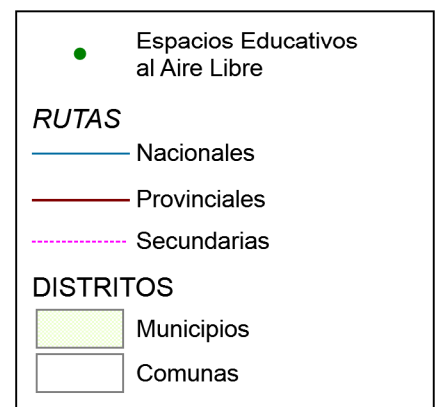 Espacios Educativos
al Aire Libre
RUTAS
Nacionales
Provinciales
Secundarias
DISTRITOS
Municipios
Comunas